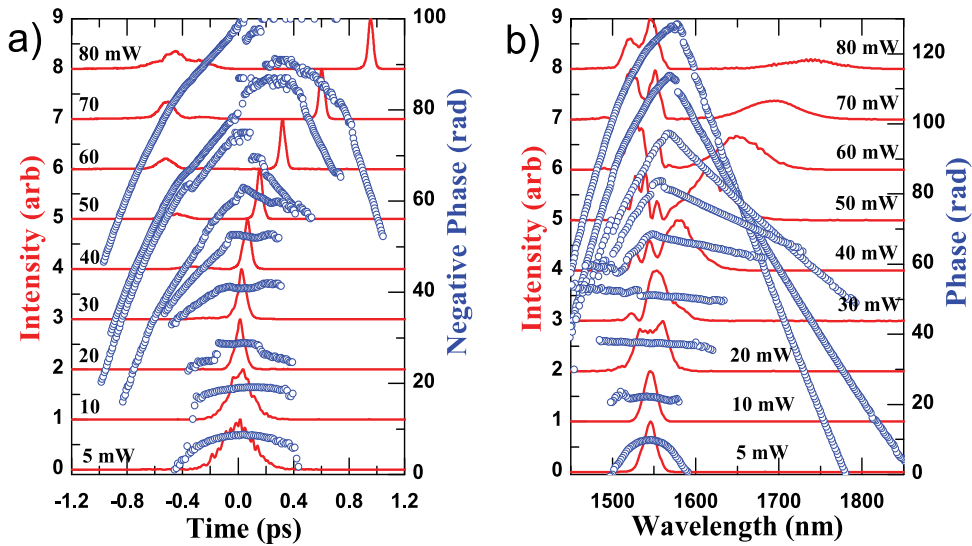 a)
9
8
7
6
5
4
3
2
1
0
80 mW
70
60
50
40
30
20
10
5 mW
100
80
60
40
20
0
-1.2 -0.8 -0.4 0.0 0.4 0.8 1.2
Time (ps)
Intensity (arb)
Negative Phase (rad)
b)
9
8
7
6
5
4
3
2
1
0
80 mW
70 mW
60 mW
50 mW
40 mW
30 mW
20 mW
10 mW
5 mW
120
100
80
60
40
20
0
1500 1600 1700 1800
Wavelength (nm)
Intensity (arb)
Phase (rad)